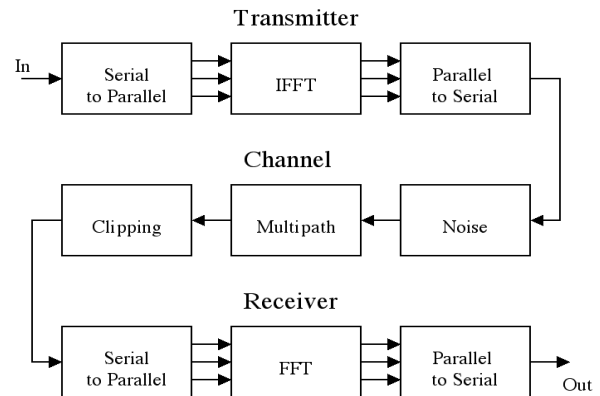 Transmitter
In
Serial
to Parallel
IFFT
Parallel
to Serial
Channel
Clipping
Multipath
Noise
Receiver
Serial
to Parallel
FFT
Parallel
to Serial
Out